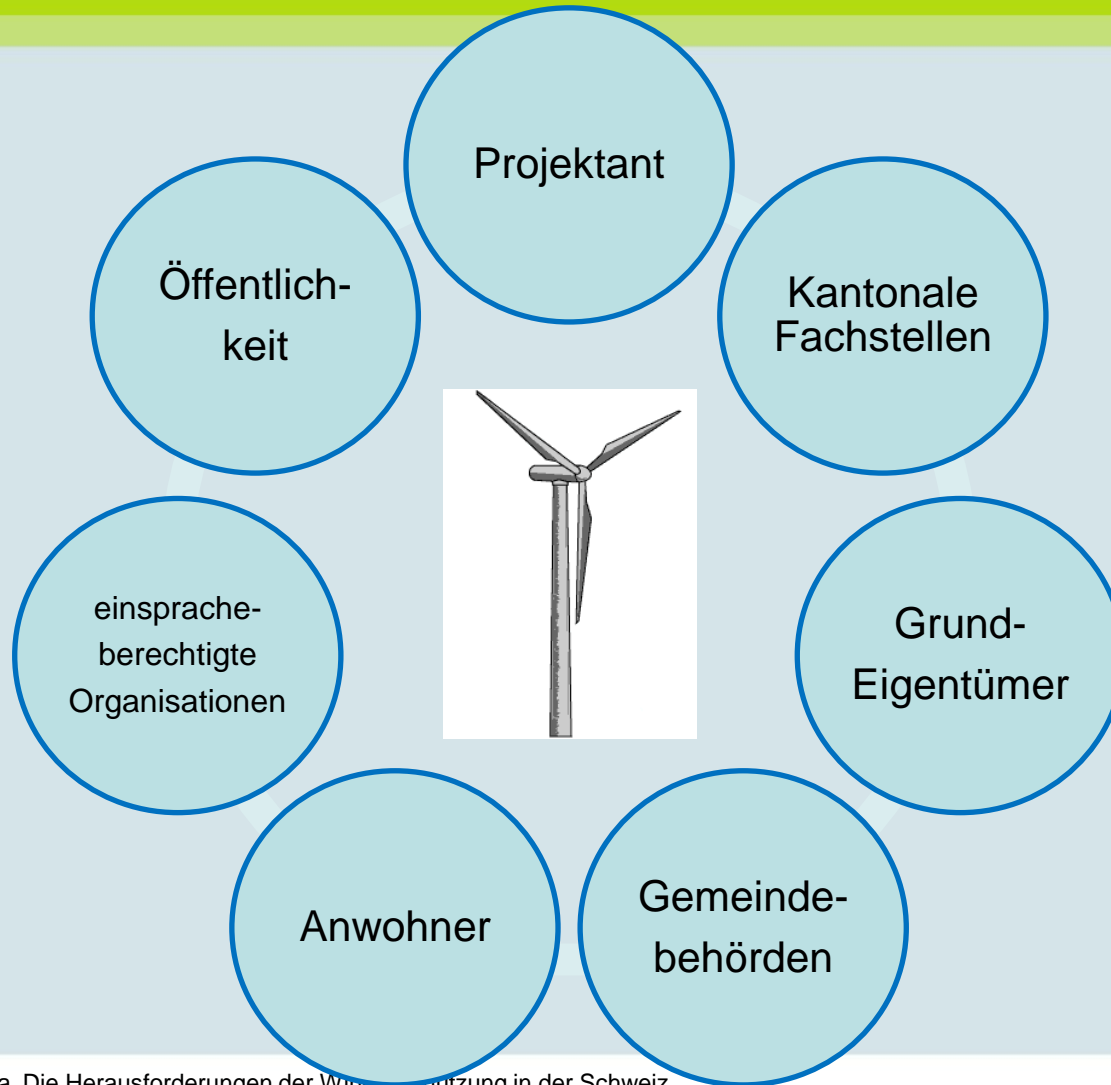 Projektant
Kantonale
Fachstellen
Grund-
Eigentümer
Gemeinde-
behörden
Anwohner
einsprache-
berechtigte
Organisationen
Öffentlich-
keit
Die Herausforderungen der in der Schweiz